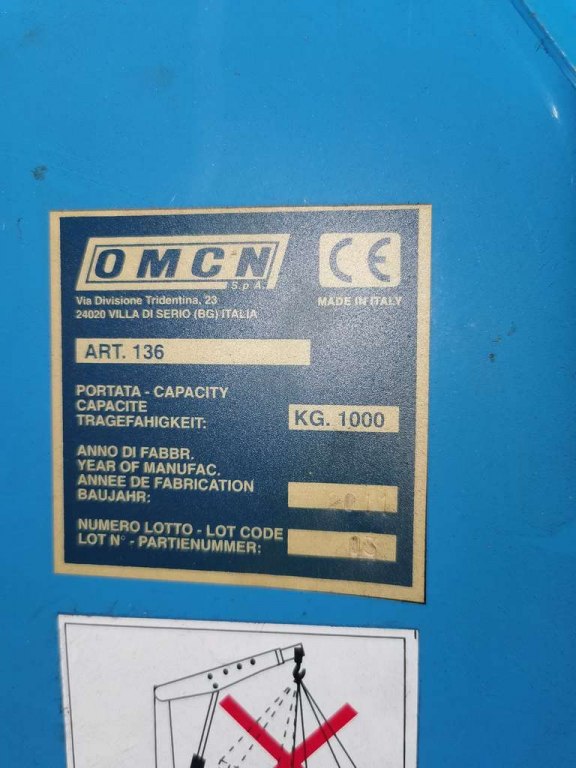 OMCN
S.p.A.
CE
Via Divisione Tridentina, 23
24020 VILLA DI SERIO (BG) ITALIA
MADE IN ITALY
ART. 136
PORTATA - CAPACITY
CAPACITE
TRAGEFAHIGKEIT:
KG. 1000
ANNO DI FABBR.
YEAR OF MANUFAC.
ANNEE DE FABRICATION
BAUJAHR:
2011
NUMERO LOTTO - LOT CODE
LOT N° - PARTIENUMMER: